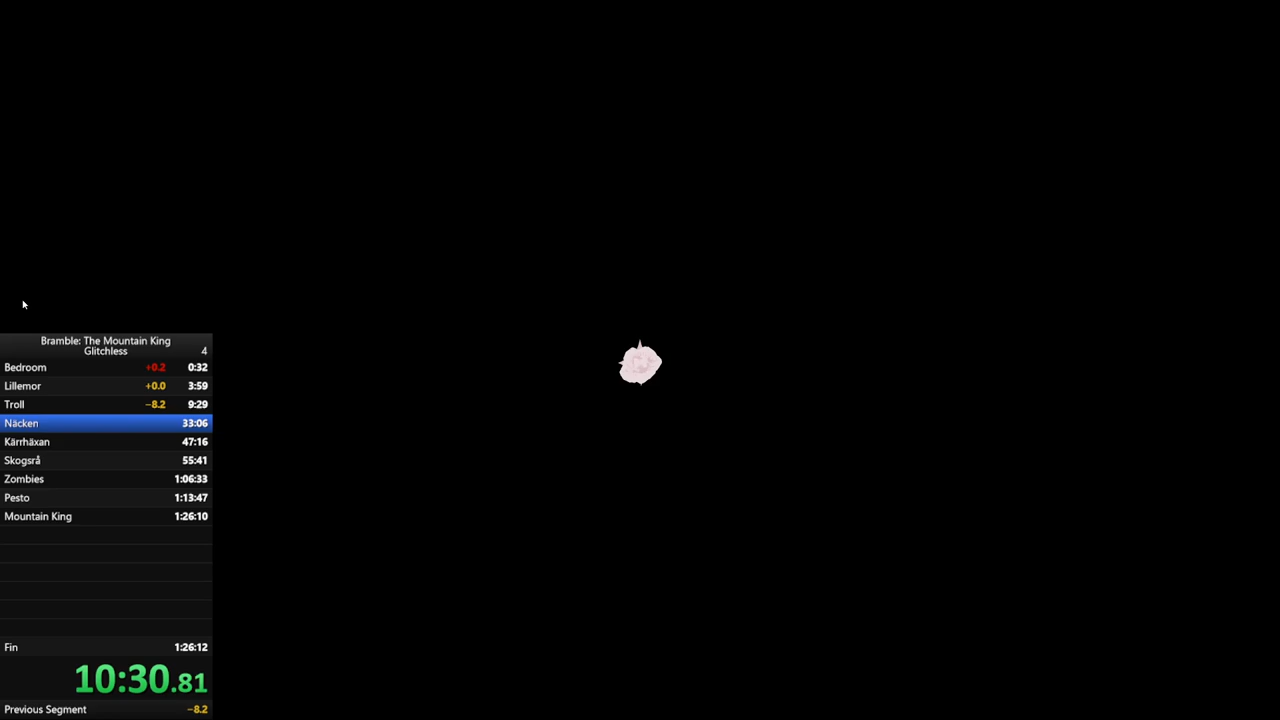 Bramble: The Mountain King
Glitchless 4
Bedroom +0.2 0:32
Lillemor +0.0 3:59
Troll −8.2 9:29
Näcken 33:06
Kärrhäxan 47:16
Skogsrå 55:41
Zombies 1:06:33
Pesto 1:13:47
Mountain King 1:26:10
Fin 1:26:12
10:30.81
Previous Segment −8.2